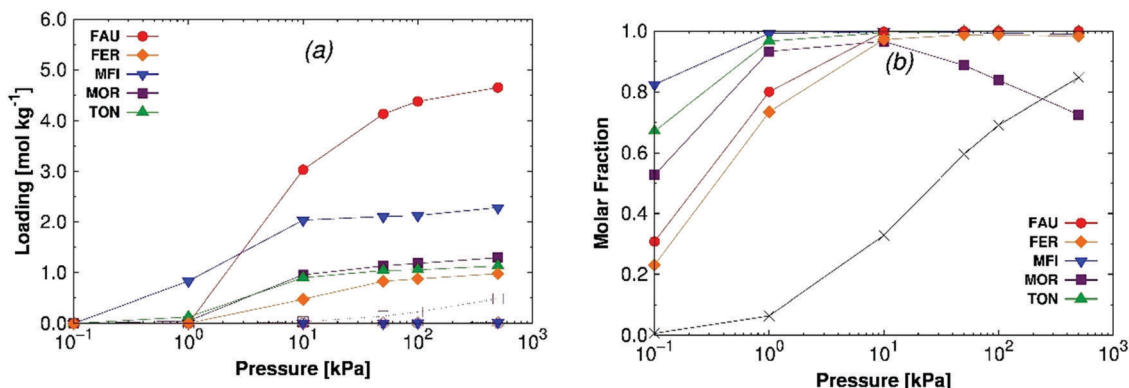 (a)
FAU
FER
MFI
MOR
TON
Loading [mol kg⁻¹]
6.0
5.0
4.0
3.0
2.0
1.0
0.0
10⁻¹ 10⁰ 10¹ 10² 10³
Pressure [kPa]
(b)
Molar Fraction
1.0
0.8
0.6
0.4
0.2
0.0
FAU
FER
MFI
MOR
TON
10⁻¹ 10⁰ 10¹ 10² 10³
Pressure [kPa]